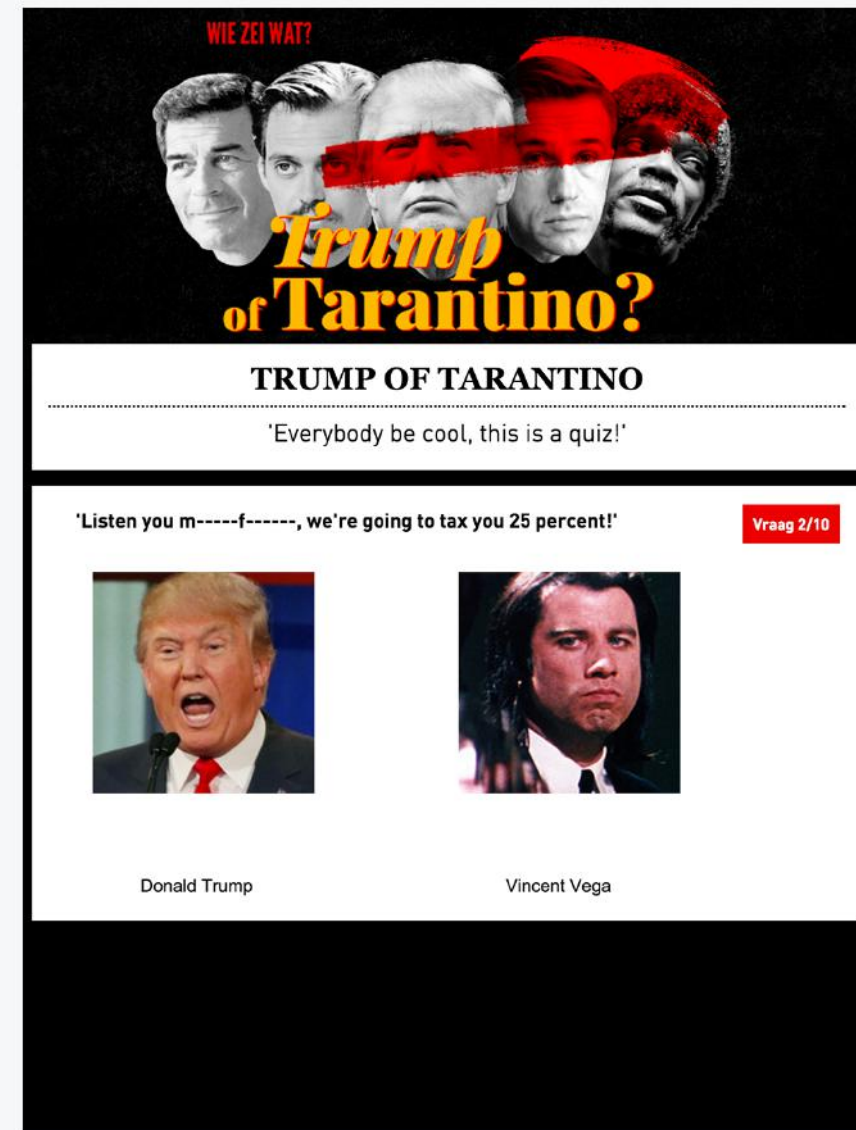 WIE ZEI WAT?
Trump
of Tarantino?
TRUMP OF TARANTINO
'Everybody be cool, this is a quiz!'
'Listen you m-----f------, we're going to tax you 25 percent!'
Vraag 2/10
Donald Trump
Vincent Vega